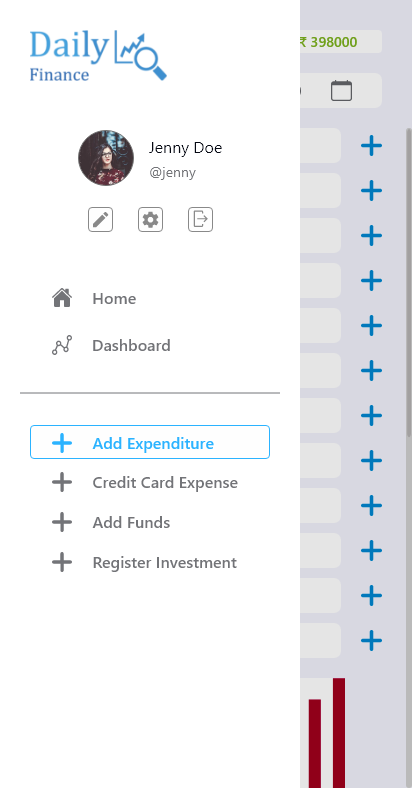 Daily
Finance
₹ 398000
Jenny Doe
@jenny
Home
Dashboard
Add Expenditure
Credit Card Expense
Add Funds
Register Investment